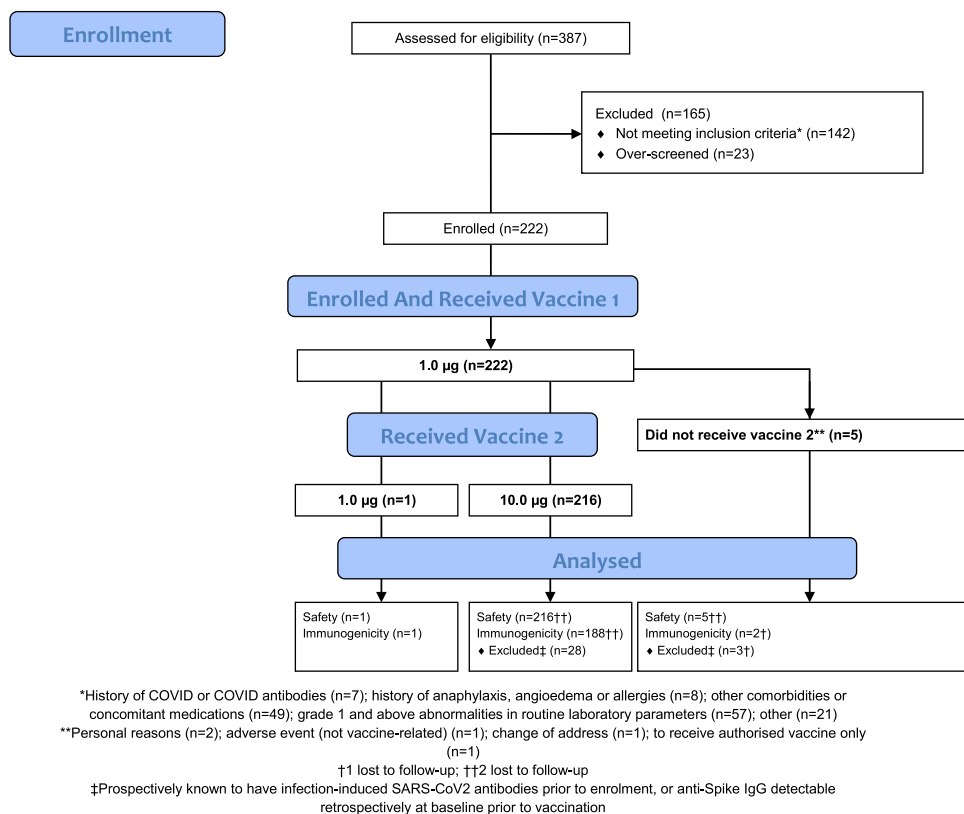 Enrollment
Assessed for eligibility (n=387)
Excluded (n=165)
♦ Not meeting inclusion criteria* (n=142)
♦ Over-screened (n=23)
Enrolled (n=222)
Enrolled And Received Vaccine 1
1.0 µg (n=222)
Received Vaccine 2
Did not receive vaccine 2** (n=5)
1.0 µg (n=1)
10.0 µg (n=216)
Analysed
Safety (n=1)
Immunogenicity (n=1)
Safety (n=216††)
Immunogenicity (n=188††)
♦ Excluded‡ (n=28)
Safety (n=5††)
Immunogenicity (n=2†)
♦ Excluded‡ (n=3†)
*History of COVID or COVID antibodies (n=7); history of anaphylaxis, angioedema or allergies (n=8); other comorbidities or
concomitant medications (n=49); grade 1 and above abnormalities in routine laboratory parameters (n=57); other (n=21)
**Personal reasons (n=2); adverse event (not vaccine-related) (n=1); change of address (n=1); to receive authorised vaccine only
(n=1)
†1 lost to follow-up; ††2 lost to follow-up
‡Prospectively known to have infection-induced SARS-CoV2 antibodies prior to enrolment, or anti-Spike IgG detectable
retrospectively at baseline prior to vaccination